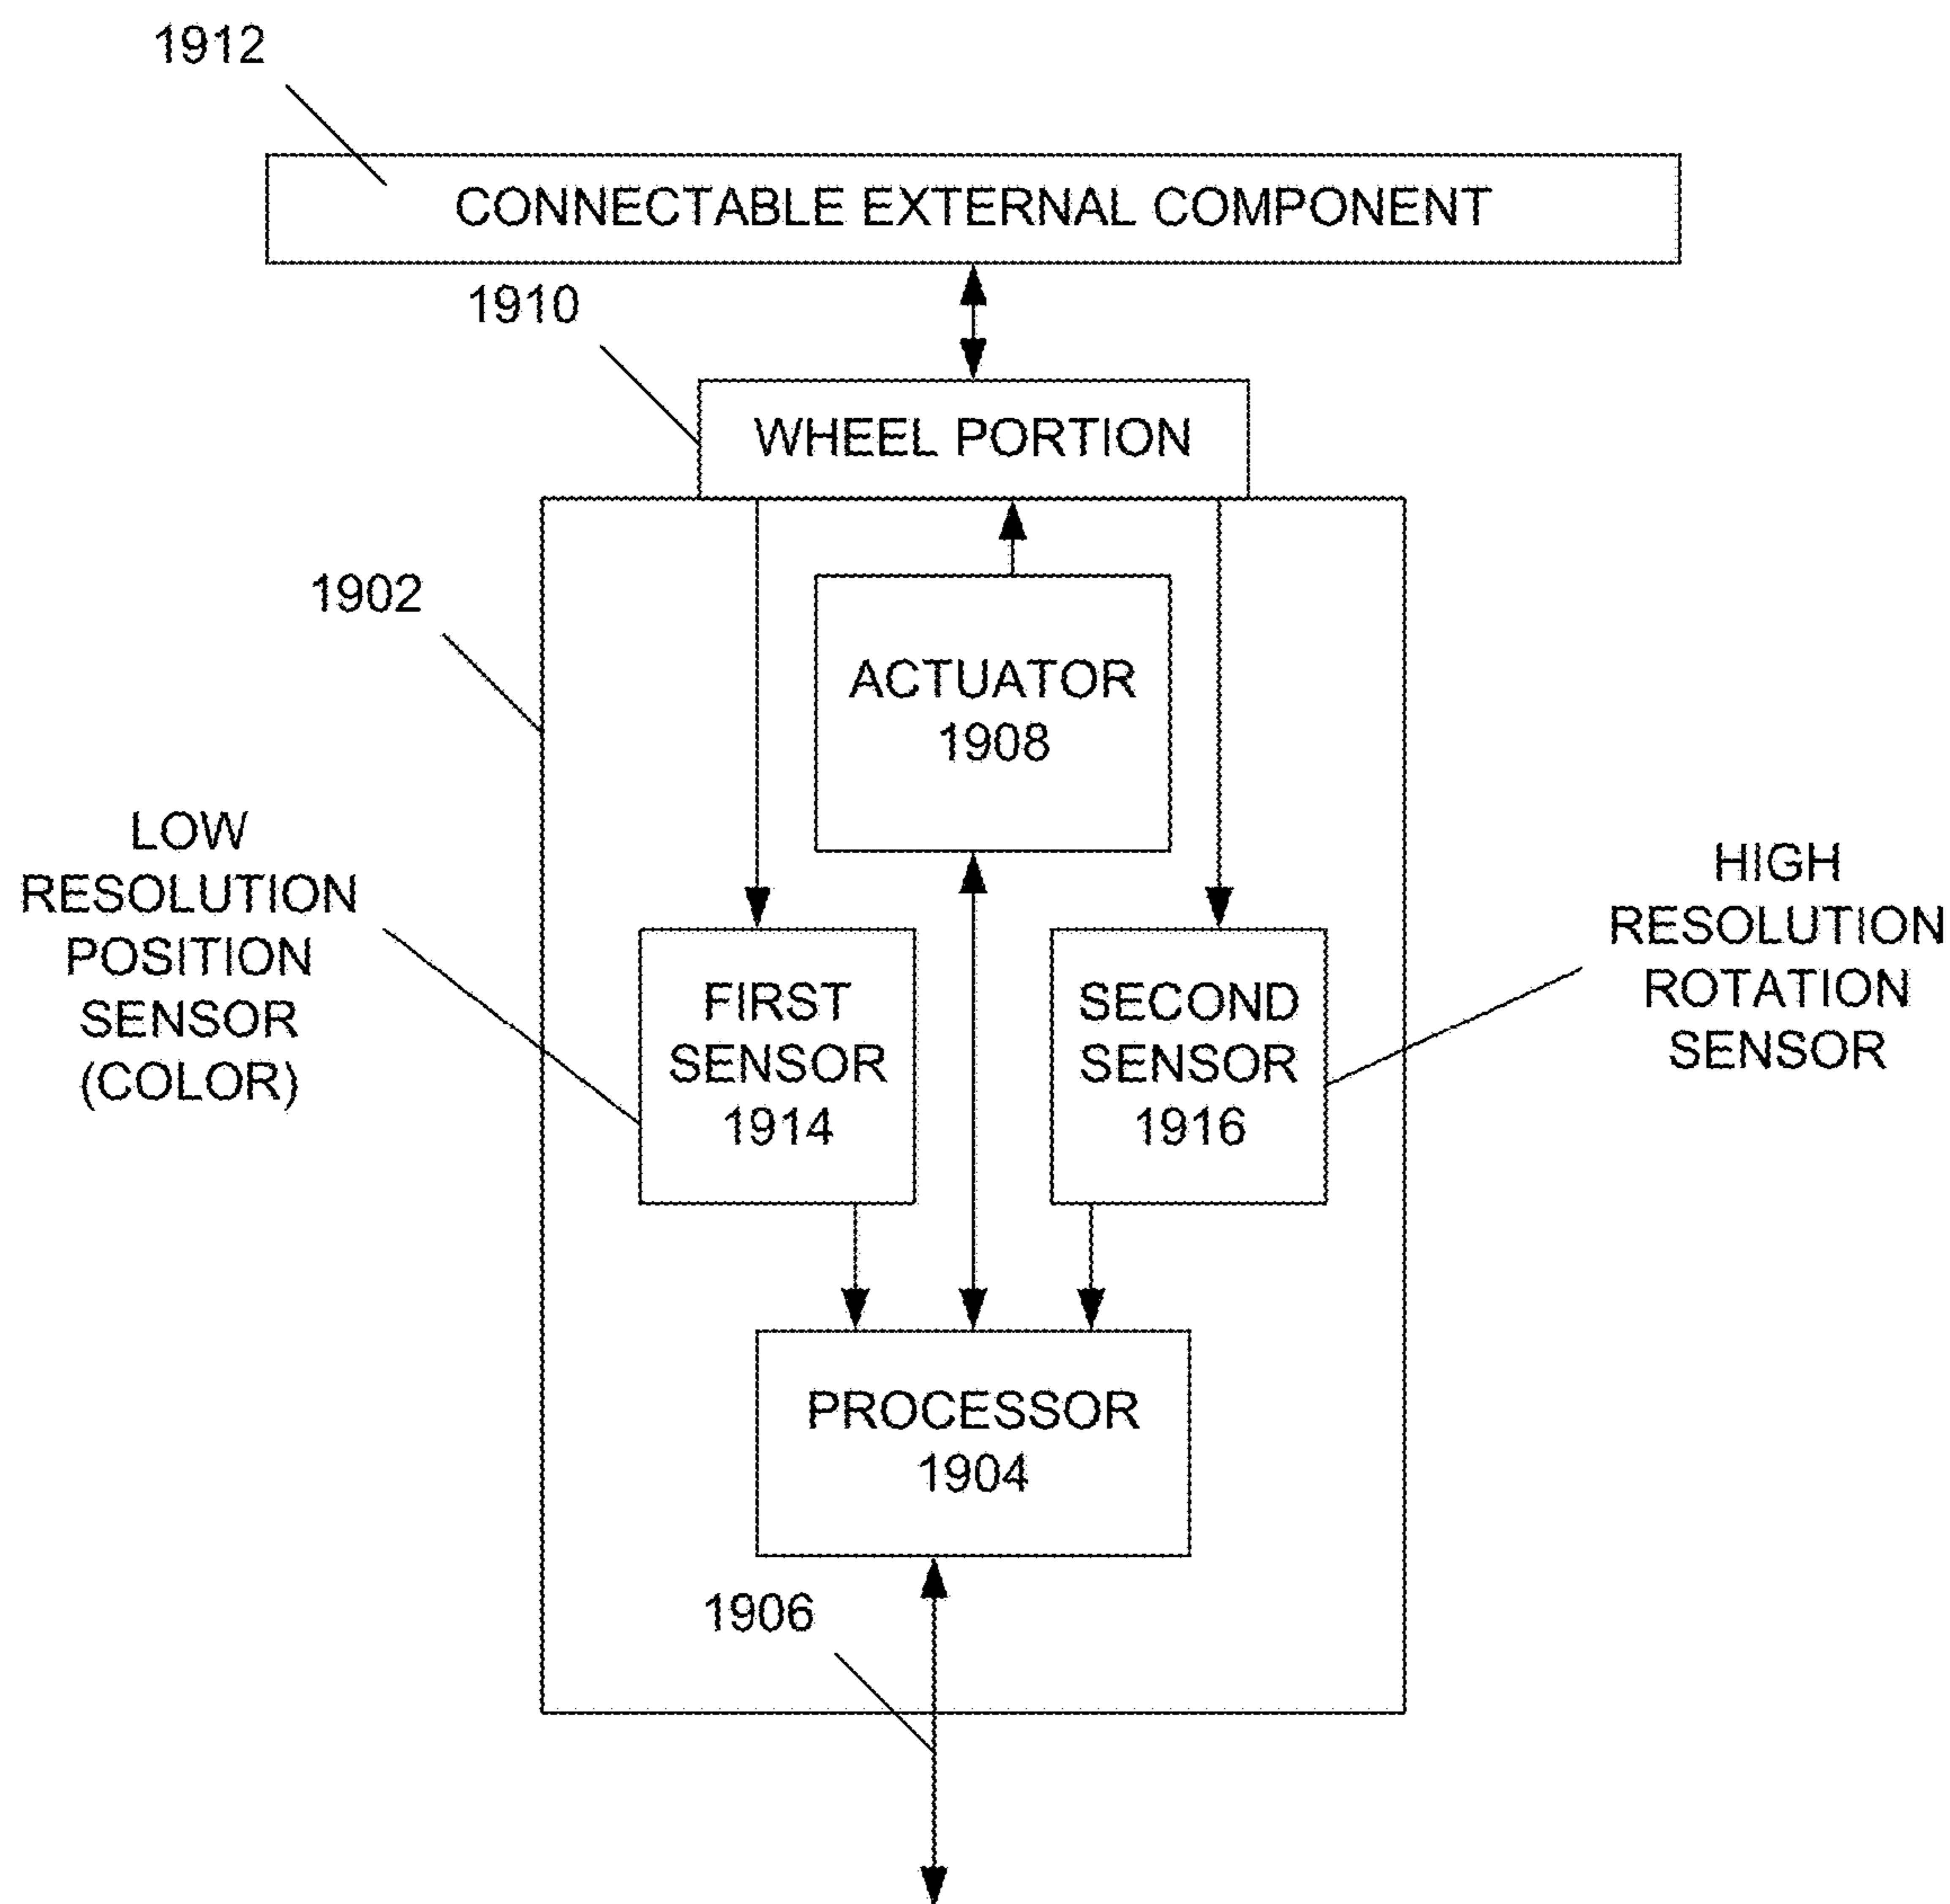 1912
CONNECTABLE EXTERNAL COMPONENT
1910
WHEEL PORTION
1902
ACTUATOR
1908
LOW
RESOLUTION
POSITION
SENSOR
(COLOR)
HIGH
RESOLUTION
ROTATION
SENSOR
FIRST
SENSOR
1914
SECOND
SENSOR
1916
PROCESSOR
1904
1906